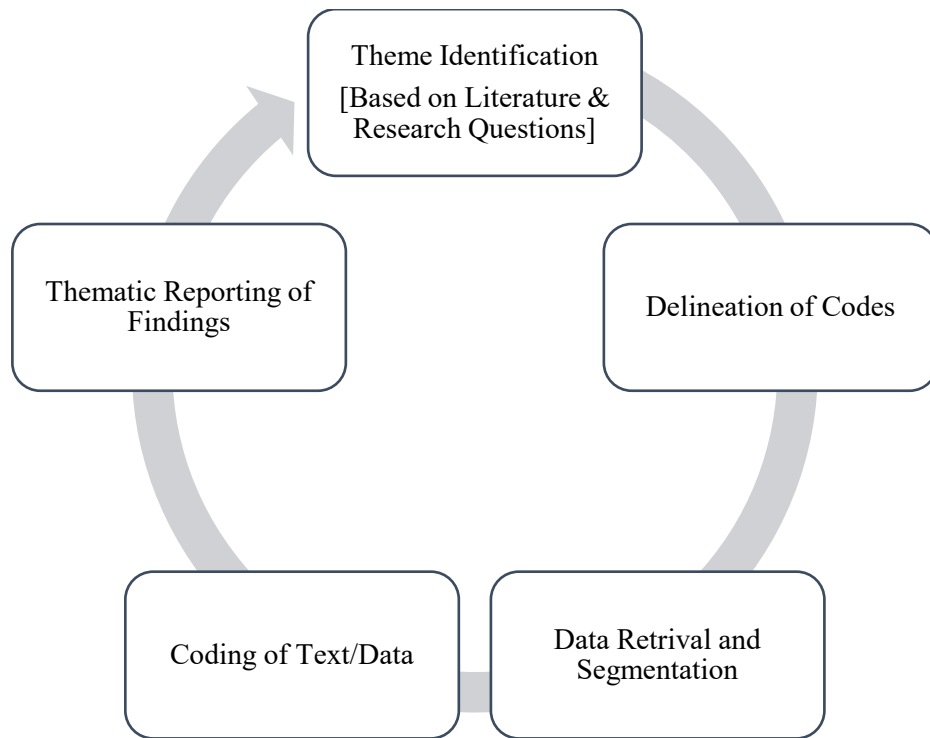 Theme Identification
[Based on Literature &
Research Questions]
Delineation of Codes
Data Retrival and
Segmentation
Coding of Text/Data
Thematic Reporting of
Findings